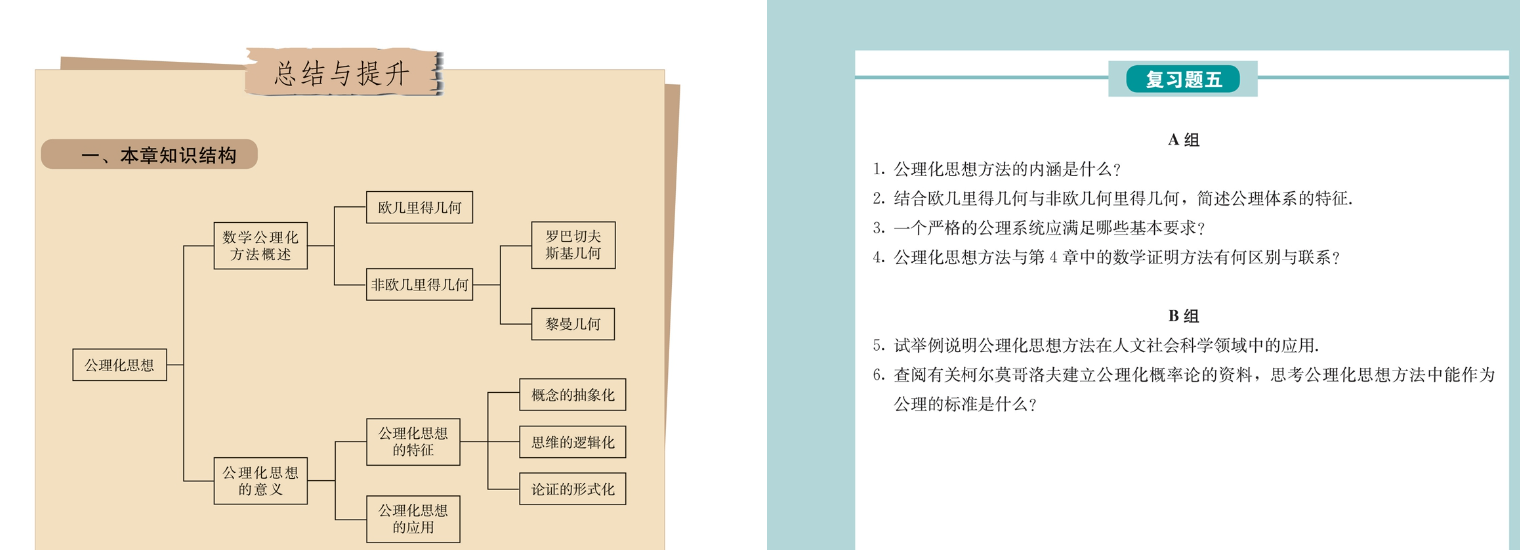 总结与提升
一、本章知识结构
公理化思想
数学公理化
方法概述
欧几里得几何
非欧几里得几何
罗巴切夫
斯基几何
黎曼几何
公理化思想
的意义
公理化思想
的特征
概念的抽象化
思维的逻辑化
论证的形式化
公理化思想
的应用
复习题五
A 组
1. 公理化思想方法的内涵是什么？
2. 结合欧几里得几何与非欧几何里得几何，简述公理体系的特征.
3. 一个严格的公理系统应满足哪些基本要求？
4. 公理化思想方法与第 4 章中的数学证明方法有何区别与联系？
B 组
5. 试举例说明公理化思想方法在人文社会科学领域中的应用.
6. 查阅有关柯尔莫哥洛夫建立公理化概率论的资料，思考公理化思想方法中能作为
公理的标准是什么？